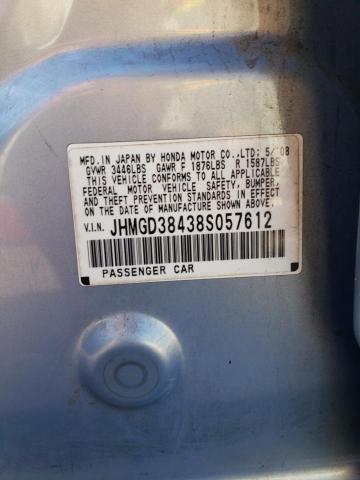 MFD. IN JAPAN BY HONDA MOTOR CO.,LTD: 5/08
GVWR 3446LBS GAWR F 1876LBS R 1587LBS
THIS VEHICLE CONFORMS TO ALL APPLICABLE
FEDERAL MOTOR VEHICLE SAFETY, BUMPER,
AND THEFT PREVENTION STANDARDS IN EFFECT
ON THE DATE OF MANUFACTURE SHOWN ABOVE.
V.I.N. JHMGD38438S057612
PASSENGER CAR